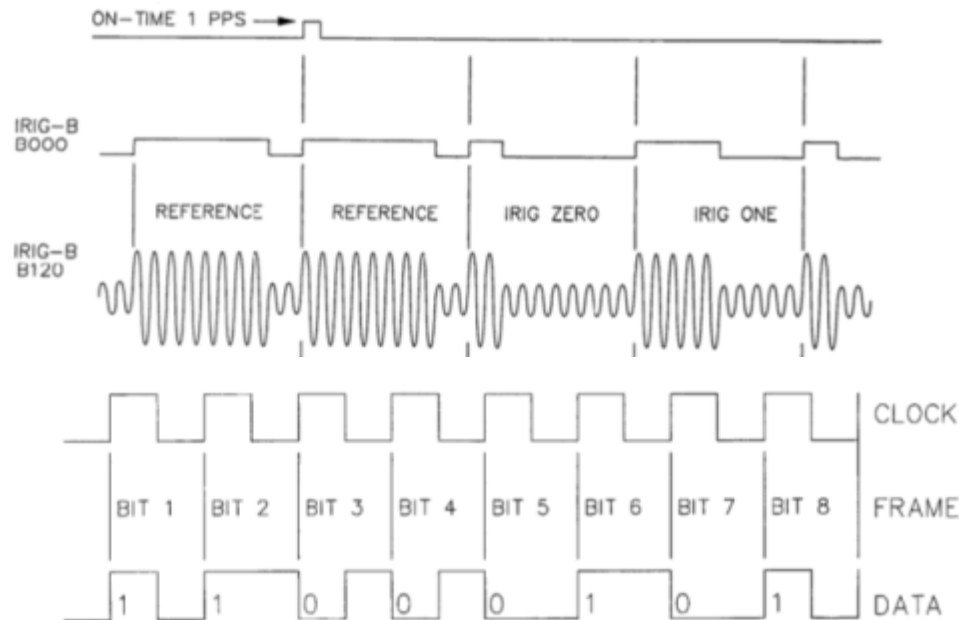 ON-TIME 1 PPS
IRIG-B
B000
REFERENCE REFERENCE IRIG ZERO IRIG ONE
IRIG-B
B120
CLOCK
BIT 1 BIT 2 BIT 3 BIT 4 BIT 5 BIT 6 BIT 7 BIT 8 FRAME
1 1 0 0 0 1 0 1 DATA